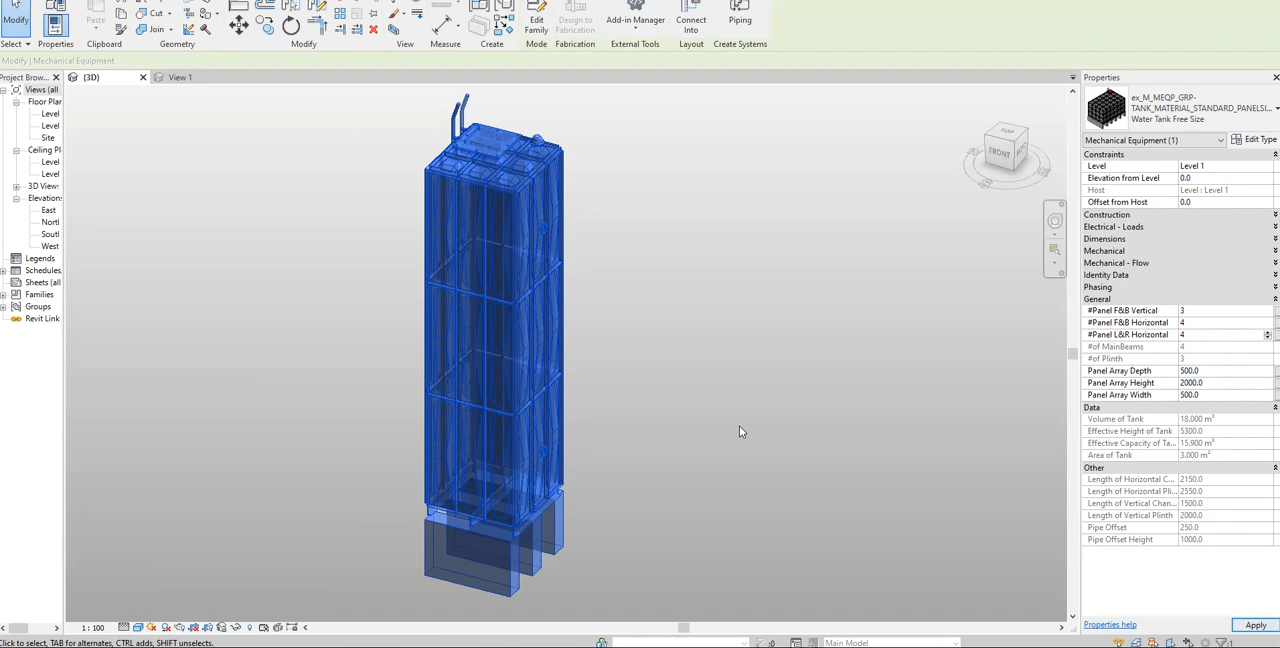 Modify
Select
Properties
Paste
Clipboard
Cut
Join
Geometry
Modify
View
Measure
Create
Edit
Family
Mode
Design to
Fabrication
Fabrication
Add-in Manager
External Tools
Connect
Into
Layout
Piping
Create Systems
Modify | Mechanical Equipment
Project Brow...
{3D}
View 1
Views (all
Floor Plan
Level
Level
Site
Ceiling Pl
Level
Level
3D View:
Elevations
East
Nortl
Soutl
West
Legends
Schedules,
Sheets (all
Families
Groups
Revit Link
TOP
FRONT
Properties
ex_M_MEQP_GRP-
TANK_MATERIAL_STANDARD_PANELSI...
Water Tank Free Size
Mechanical Equipment (1)
Edit Type
Constraints
Level Level 1
Elevation from Level 0.0
Host Level : Level 1
Offset from Host 0.0
Construction
Electrical - Loads
Dimensions
Mechanical
Mechanical - Flow
Identity Data
Phasing
General
#Panel F&B Vertical 3
#Panel F&B Horizontal 4
#Panel L&R Horizontal 4
#of MainBeams 4
#of Plinth 3
Panel Array Depth 500.0
Panel Array Height 2000.0
Panel Array Width 500.0
Data
Volume of Tank 18.000 m³
Effective Height of Tank 5300.0
Effective Capacity of Ta... 15.900 m³
Area of Tank 3.000 m²
Other
Length of Horizontal C... 2150.0
Length of Horizontal Pli... 2550.0
Length of Vertical Chan... 1500.0
Length of Vertical Plinth 2000.0
Pipe Offset 250.0
Pipe Offset Height 1000.0
Properties help
Apply
1 : 100
Click to select, TAB for alternates, CTRL adds, SHIFT unselects.
:0
Main Model
:1